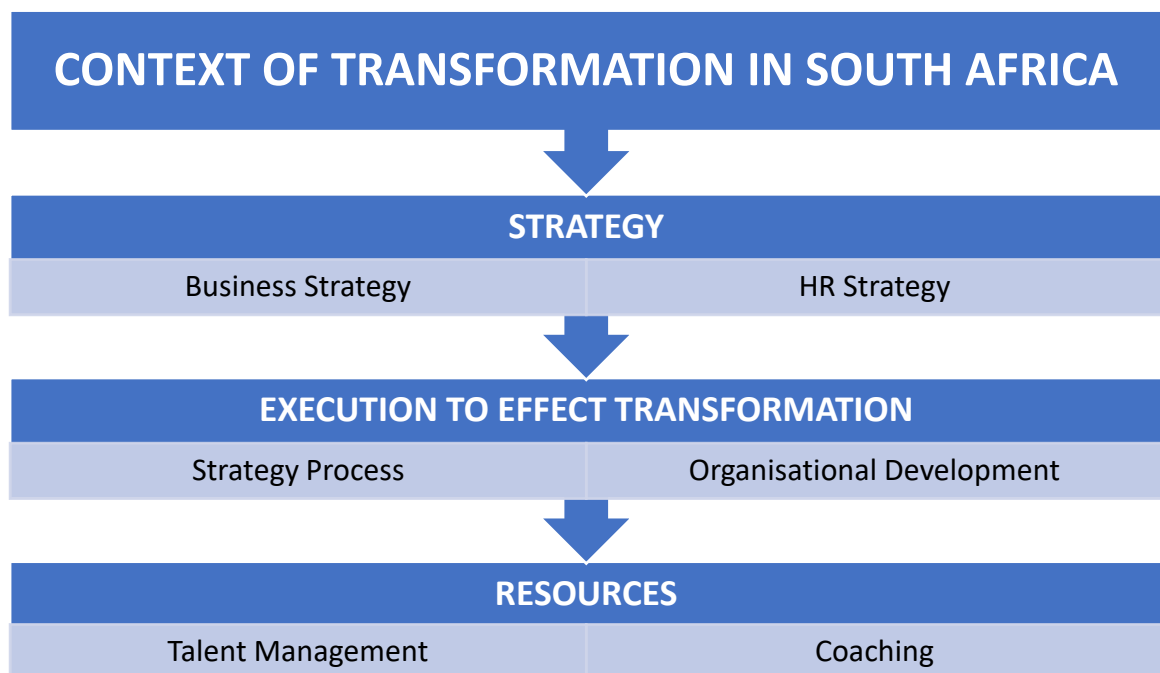 CONTEXT OF TRANSFORMATION IN SOUTH AFRICA
STRATEGY
Business Strategy
HR Strategy
EXECUTION TO EFFECT TRANSFORMATION
Strategy Process
Organisational Development
RESOURCES
Talent Management
Coaching